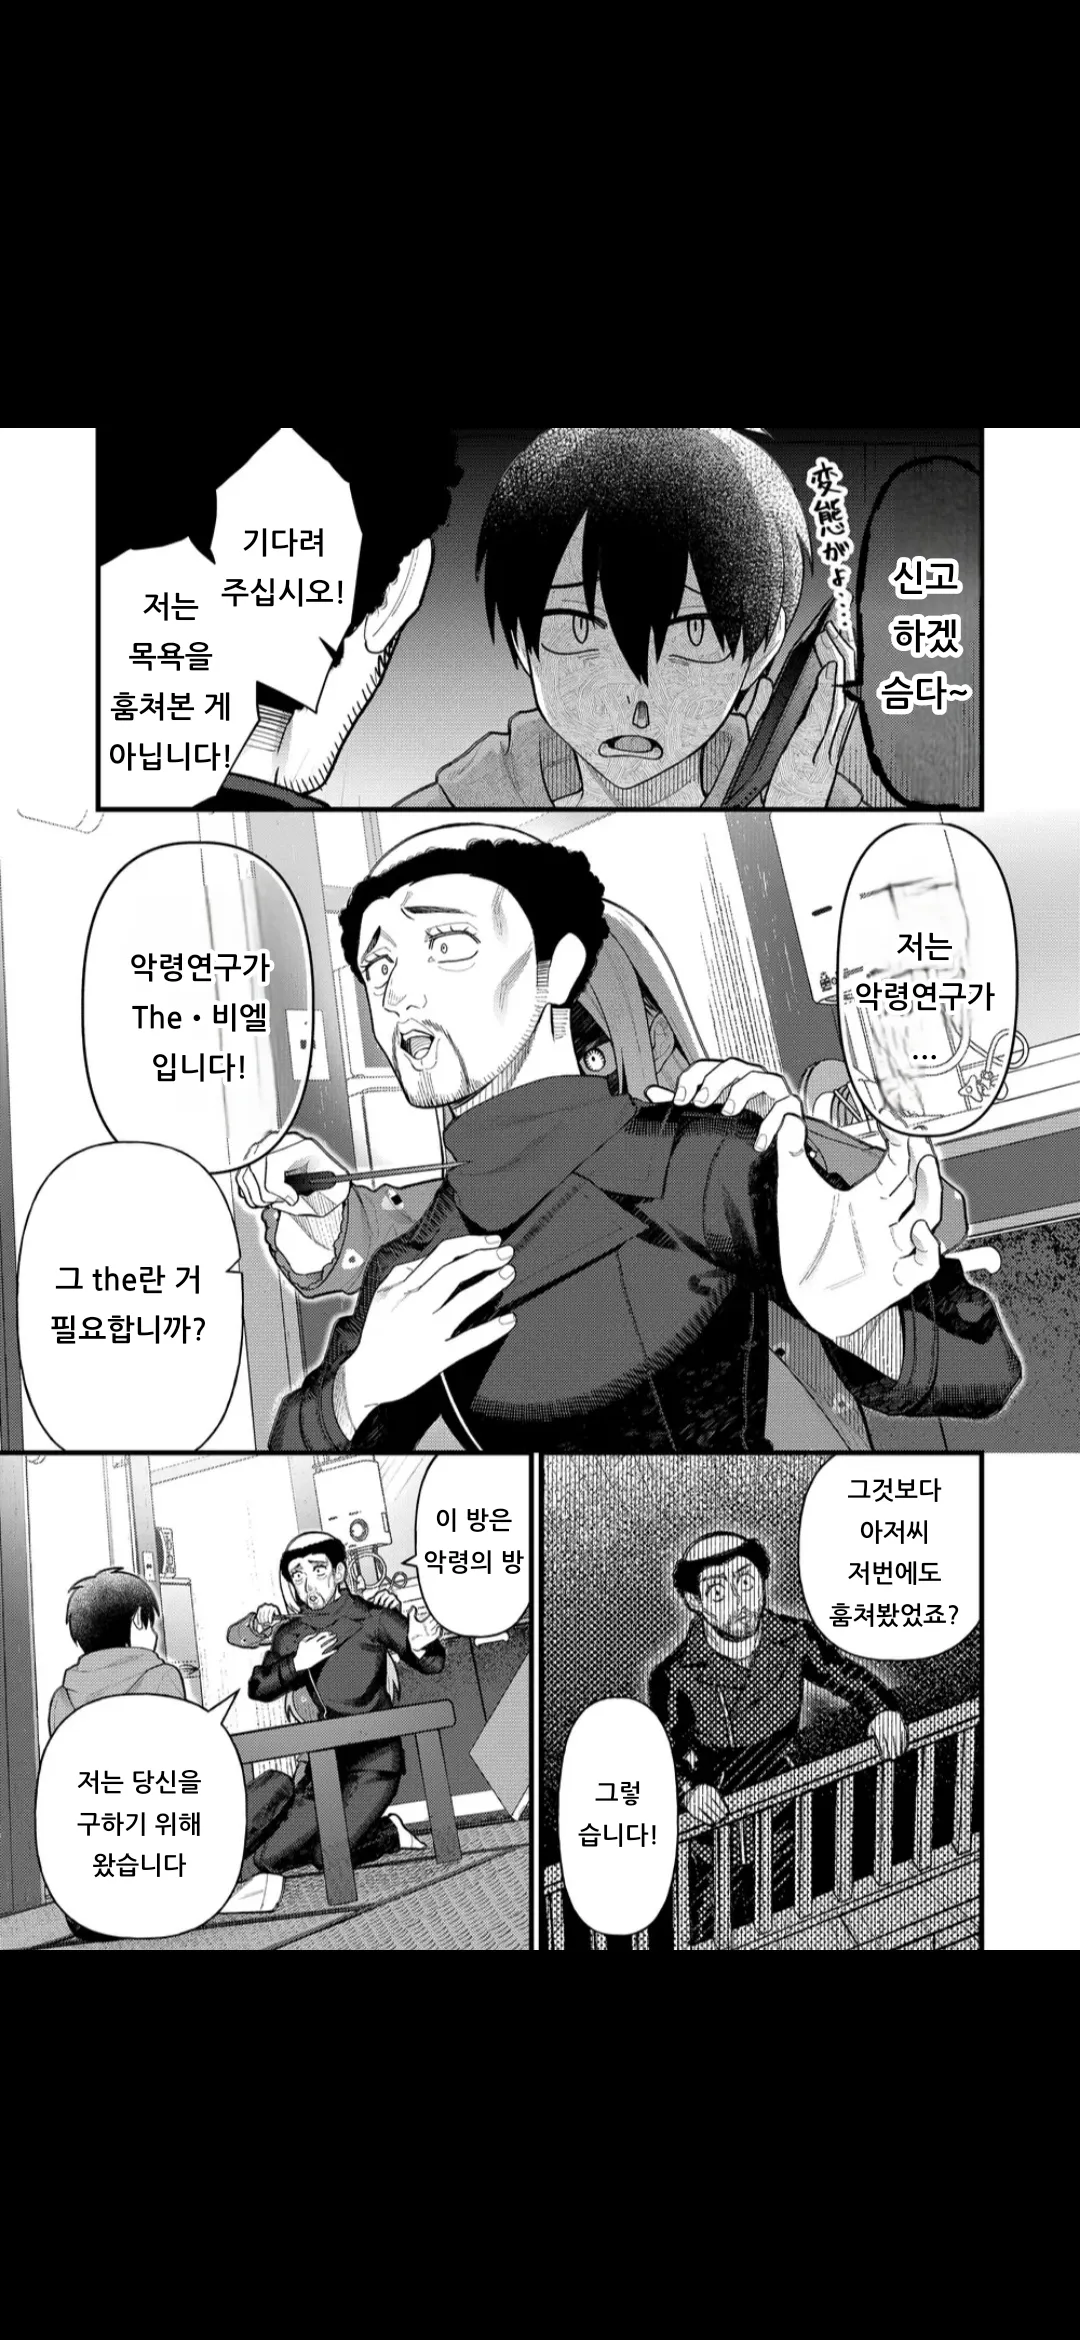 신고
하겠
슴다~
変態がよ…
기다려
주십시오!
저는
목욕을
훔쳐본 게
아닙니다!
저는
악령연구가
...
악령연구가
The·비엘
입니다!
그 the란 거
필요합니까?
그것보다
아저씨
저번에도
훔쳐봤었죠?
그렇
습니다!
이 방은
악령의 방
저는 당신을
구하기 위해
왔습니다